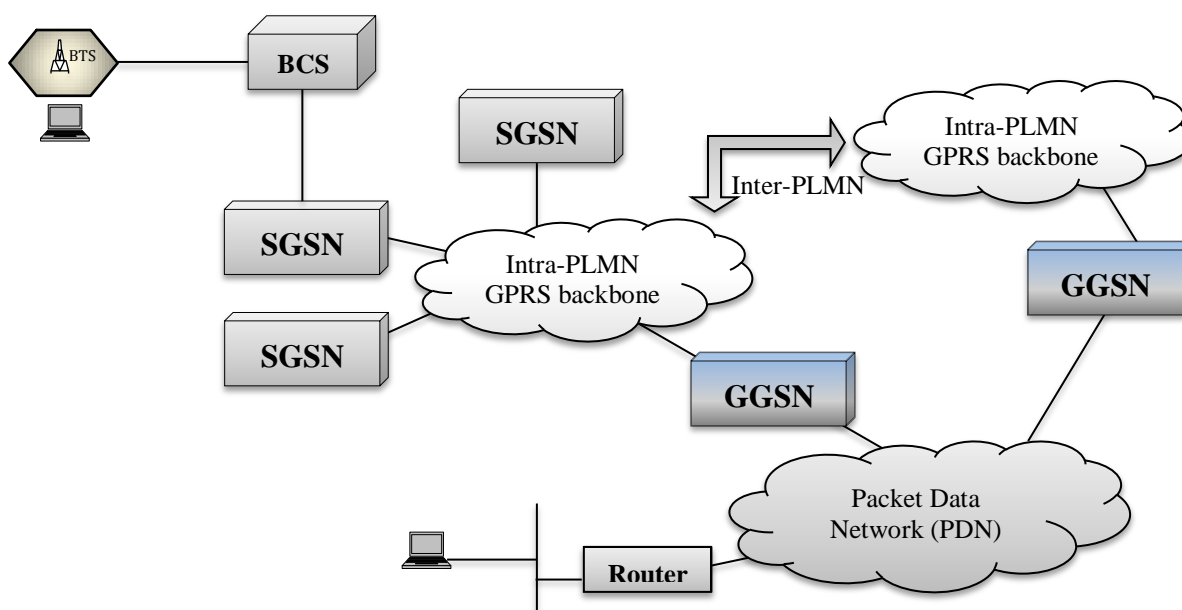 BTS
BCS
SGSN
Intra-PLMN
GPRS backbone
Inter-PLMN
SGSN
Intra-PLMN
GPRS backbone
GGSN
SGSN
GGSN
Packet Data
Network (PDN)
Router